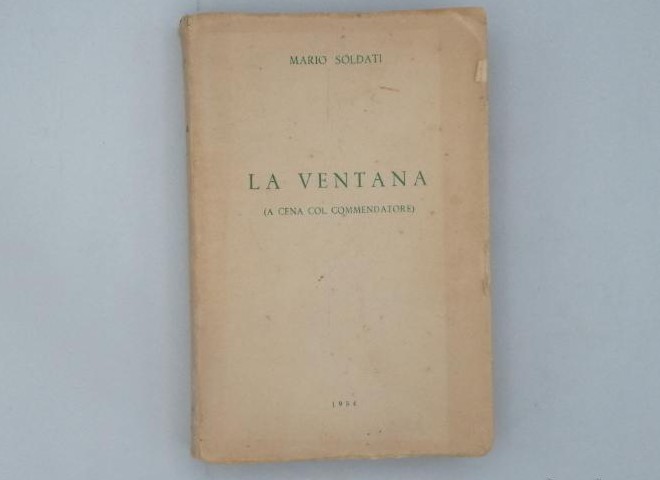 MARIO SOLDATI
LA VENTANA
(A CENA COL COMMENDATORE)